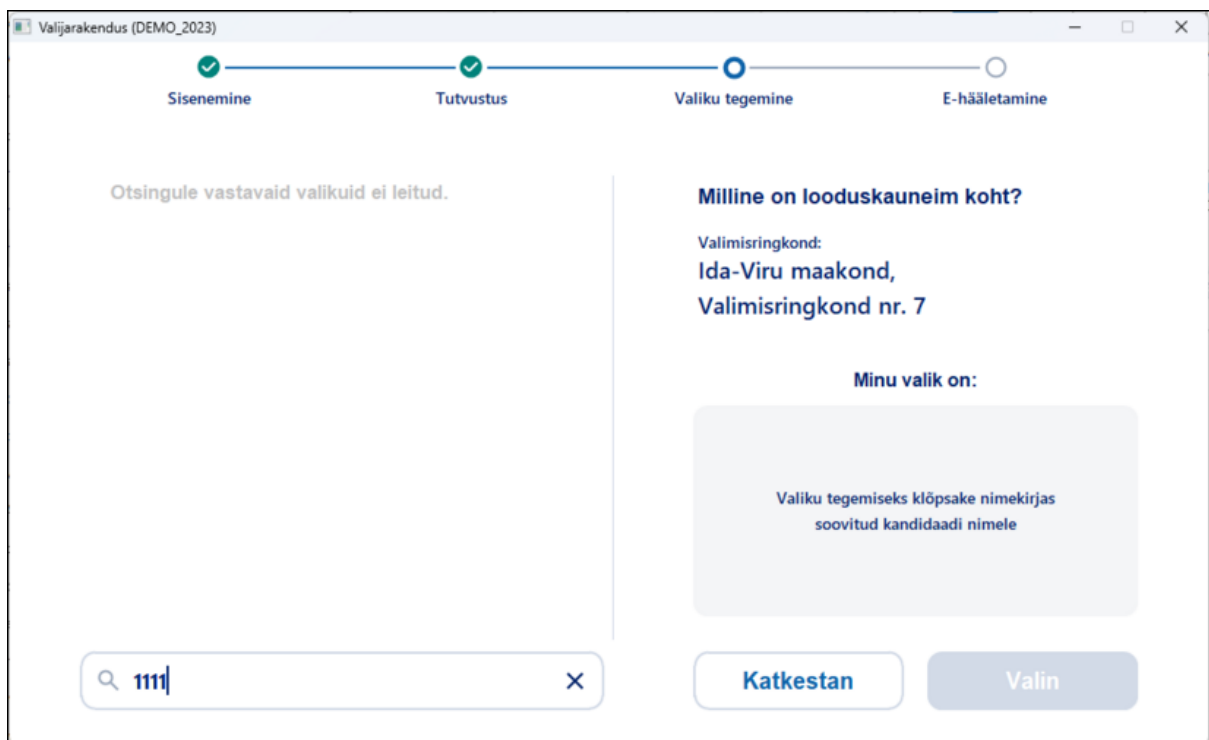 Valijarakendus (DEMO_2023)
Sisenemine
Tutvustus
Valiku tegemine
E-hääletamine
Otsingule vastavaid valikuid ei leitud.
Milline on looduskauneim koht?
Valimisringkond:
Ida-Viru maakond,
Valimisringkond nr. 7
Minu valik on:
Valiku tegemiseks klõpsake nimekirjas
soovitud kandidaadi nimele
1111
Katkestan
Valin